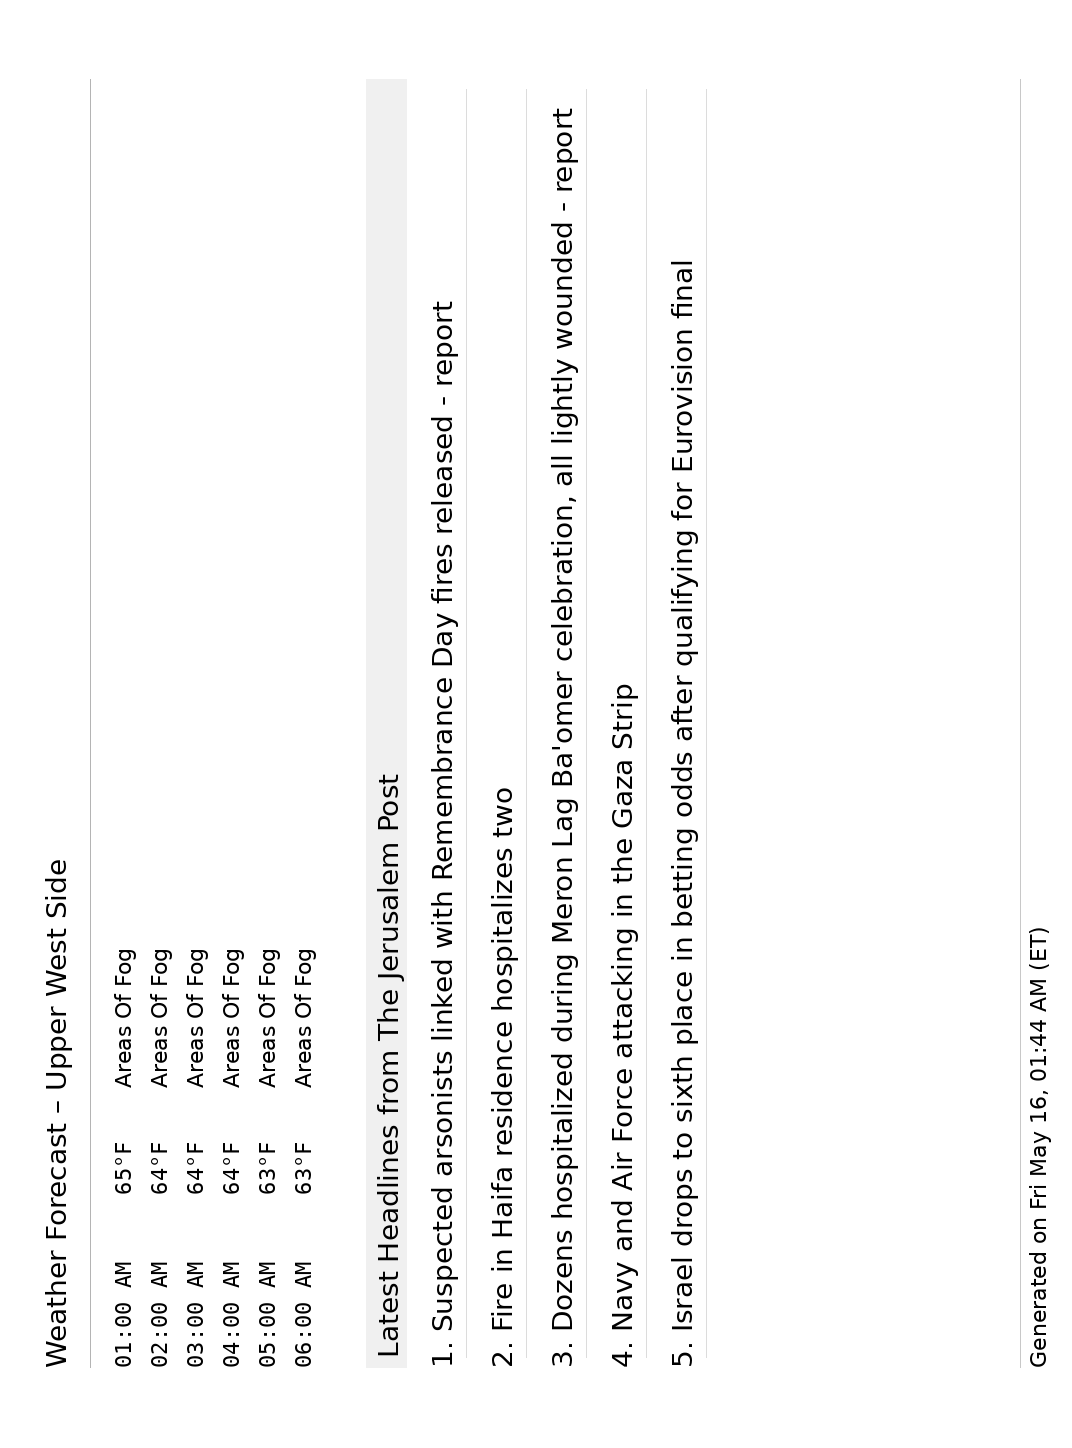 Weather Forecast – Upper West Side
01:00 AM 65°F Areas Of Fog
02:00 AM 64°F Areas Of Fog
03:00 AM 64°F Areas Of Fog
04:00 AM 64°F Areas Of Fog
05:00 AM 63°F Areas Of Fog
06:00 AM 63°F Areas Of Fog
Latest Headlines from The Jerusalem Post
1. Suspected arsonists linked with Remembrance Day fires released - report
2. Fire in Haifa residence hospitalizes two
3. Dozens hospitalized during Meron Lag Ba'omer celebration, all lightly wounded - report
4. Navy and Air Force attacking in the Gaza Strip
5. Israel drops to sixth place in betting odds after qualifying for Eurovision final
Generated on Fri May 16, 01:44 AM (ET)